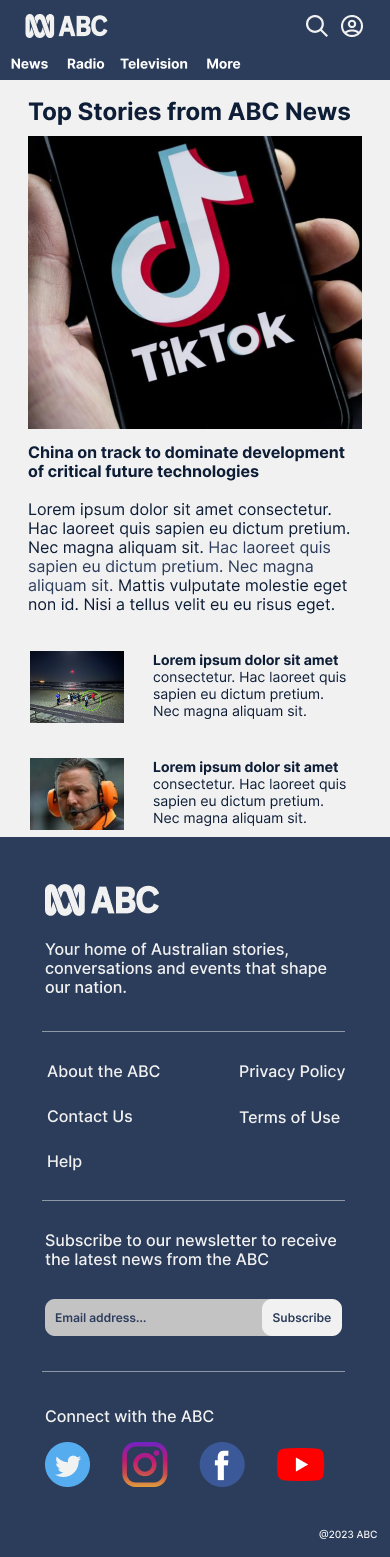 ABC
News Radio Television More
Top Stories from ABC News
TikTok
China on track to dominate development
of critical future technologies
Lorem ipsum dolor sit amet consectetur.
Hac laoreet quis sapien eu dictum pretium.
Nec magna aliquam sit. Hac laoreet quis
sapien eu dictum pretium. Nec magna
aliquam sit. Mattis vulputate molestie eget
non id. Nisi a tellus velit eu eu risus eget.
Lorem ipsum dolor sit amet
consectetur. Hac laoreet quis
sapien eu dictum pretium.
Nec magna aliquam sit.
Lorem ipsum dolor sit amet
consectetur. Hac laoreet quis
sapien eu dictum pretium.
Nec magna aliquam sit.
ABC
Your home of Australian stories,
conversations and events that shape
our nation.
About the ABC Privacy Policy
Contact Us Terms of Use
Help
Subscribe to our newsletter to receive
the latest news from the ABC
Email address... Subscribe
Connect with the ABC
@2023 ABC